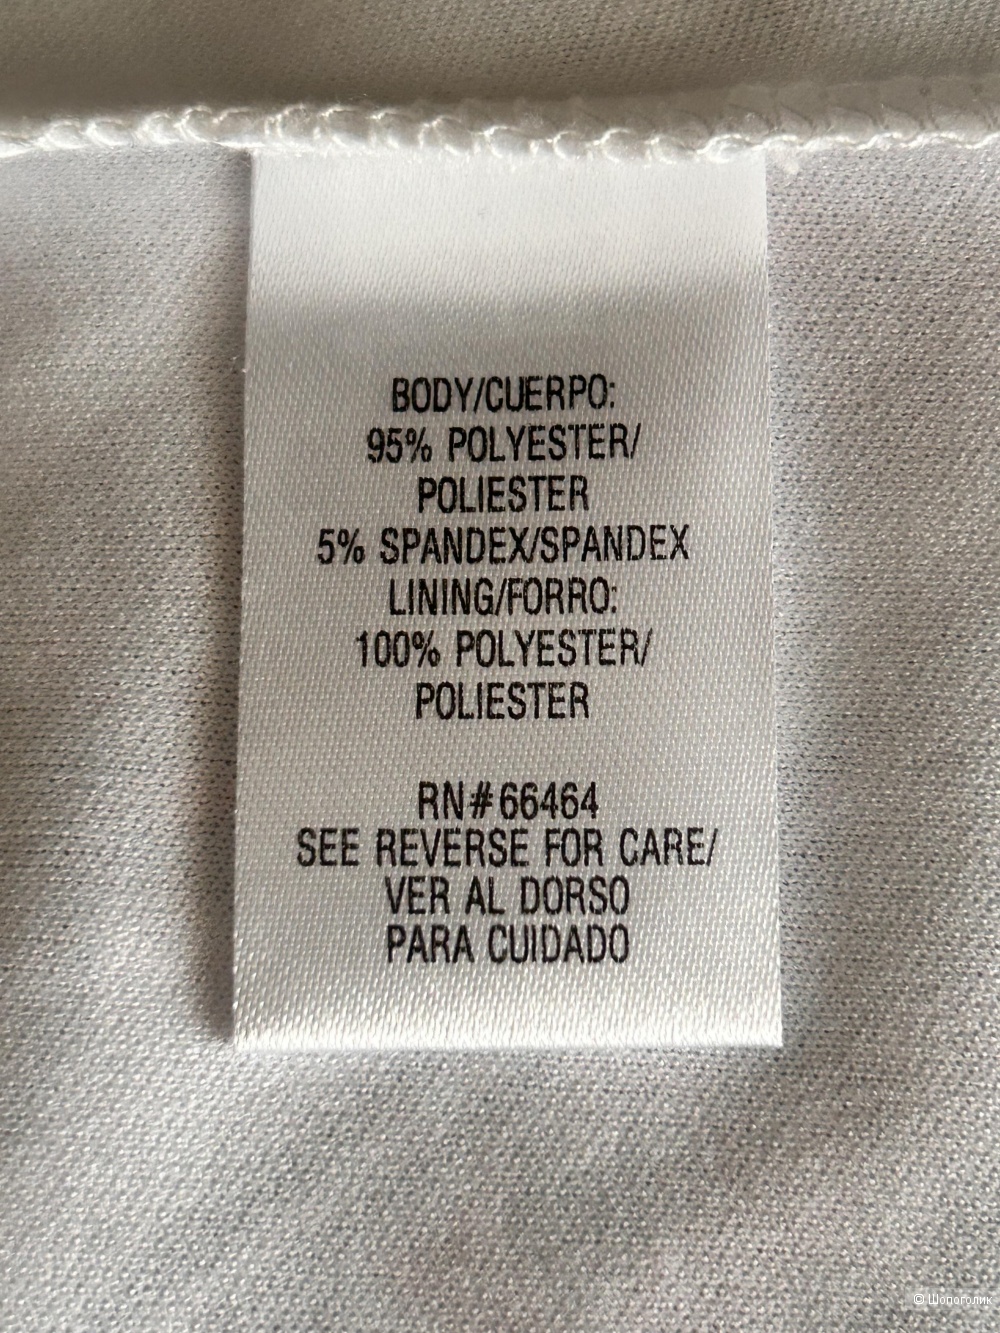 BODY/CUERPO:
95% POLYESTER/
POLIESTER
5% SPANDEX/SPANDEX
LINING/FORRO:
100% POLYESTER/
POLIESTER
RN#66464
SEE REVERSE FOR CARE/
VER AL DORSO
PARA CUIDADO
© Шопоголик